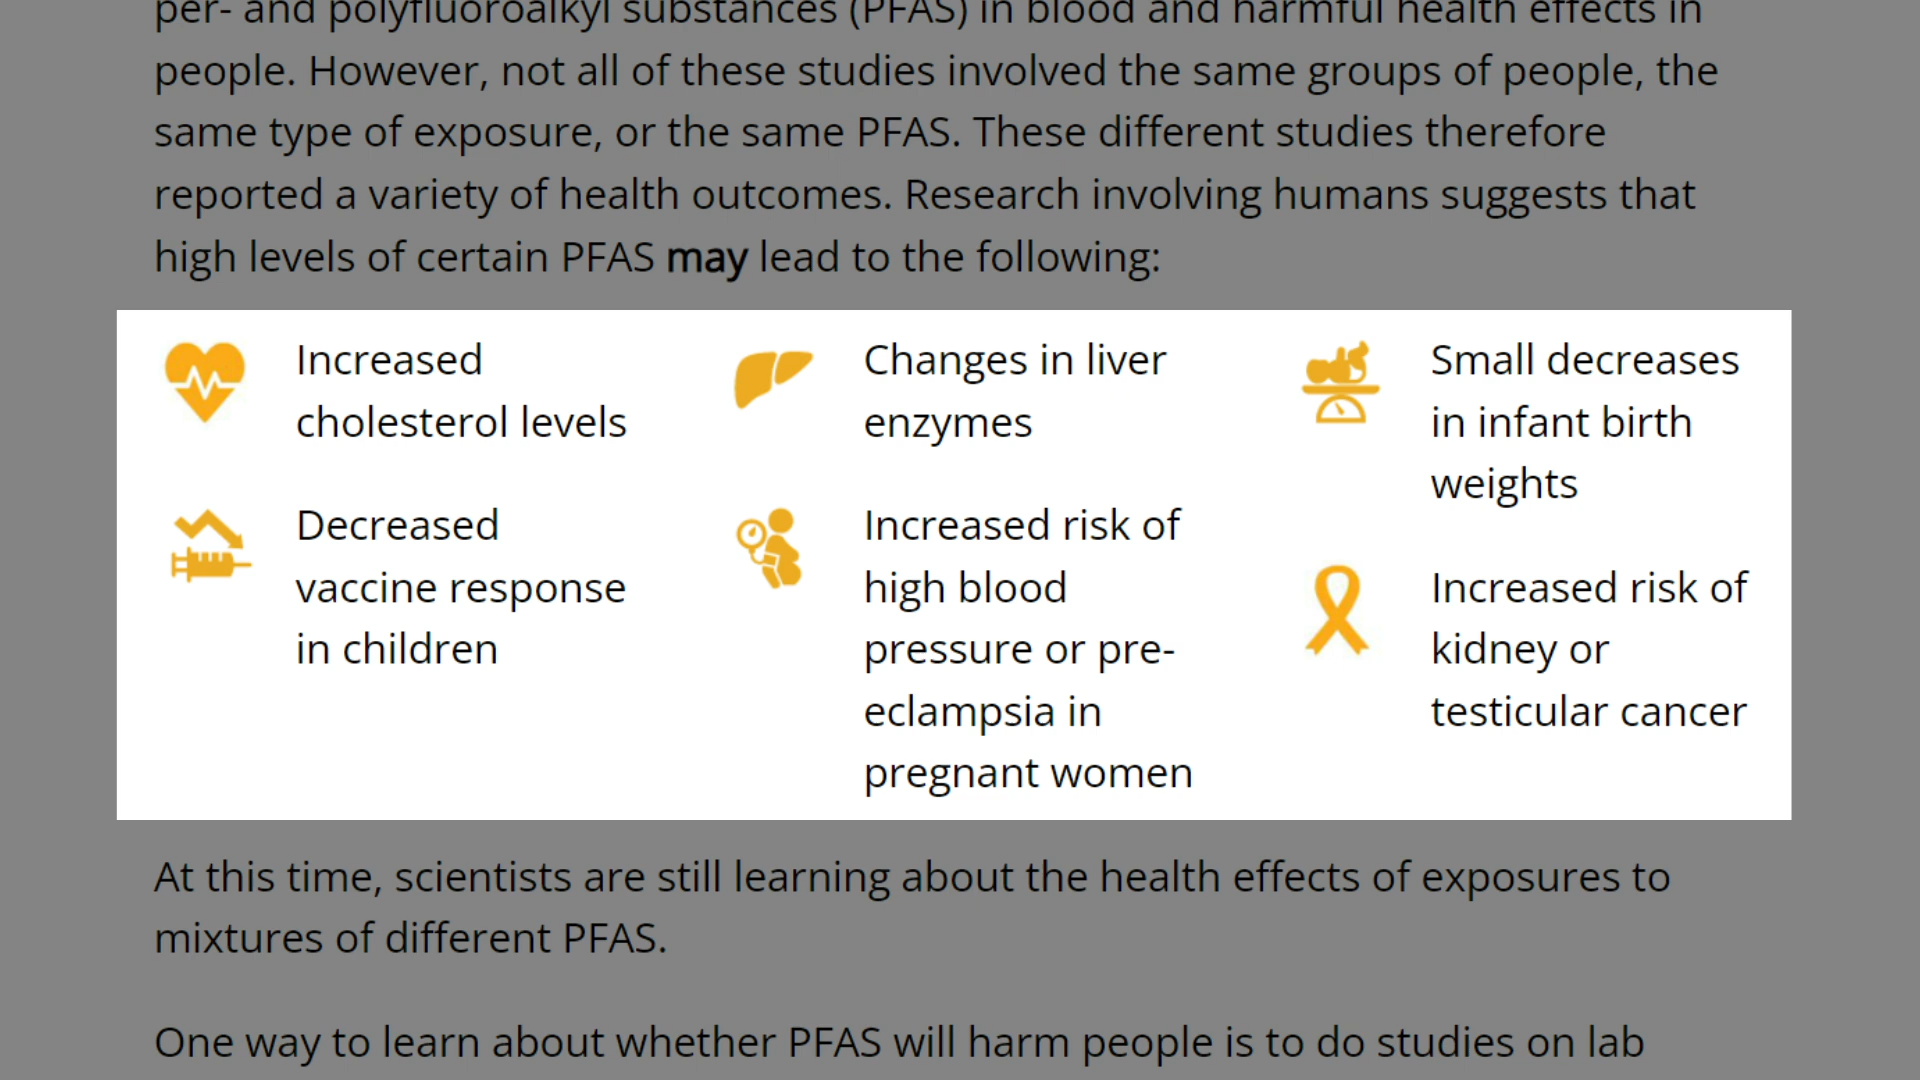 per- and polyfluoroalkyl substances (PFAS) in blood and harmful health effects in
people. However, not all of these studies involved the same groups of people, the
same type of exposure, or the same PFAS. These different studies therefore
reported a variety of health outcomes. Research involving humans suggests that
high levels of certain PFAS may lead to the following:
Increased
cholesterol levels
Decreased
vaccine response
in children
Changes in liver
enzymes
Increased risk of
high blood
pressure or pre-
eclampsia in
pregnant women
Small decreases
in infant birth
weights
Increased risk of
kidney or
testicular cancer
At this time, scientists are still learning about the health effects of exposures to
mixtures of different PFAS.
One way to learn about whether PFAS will harm people is to do studies on lab